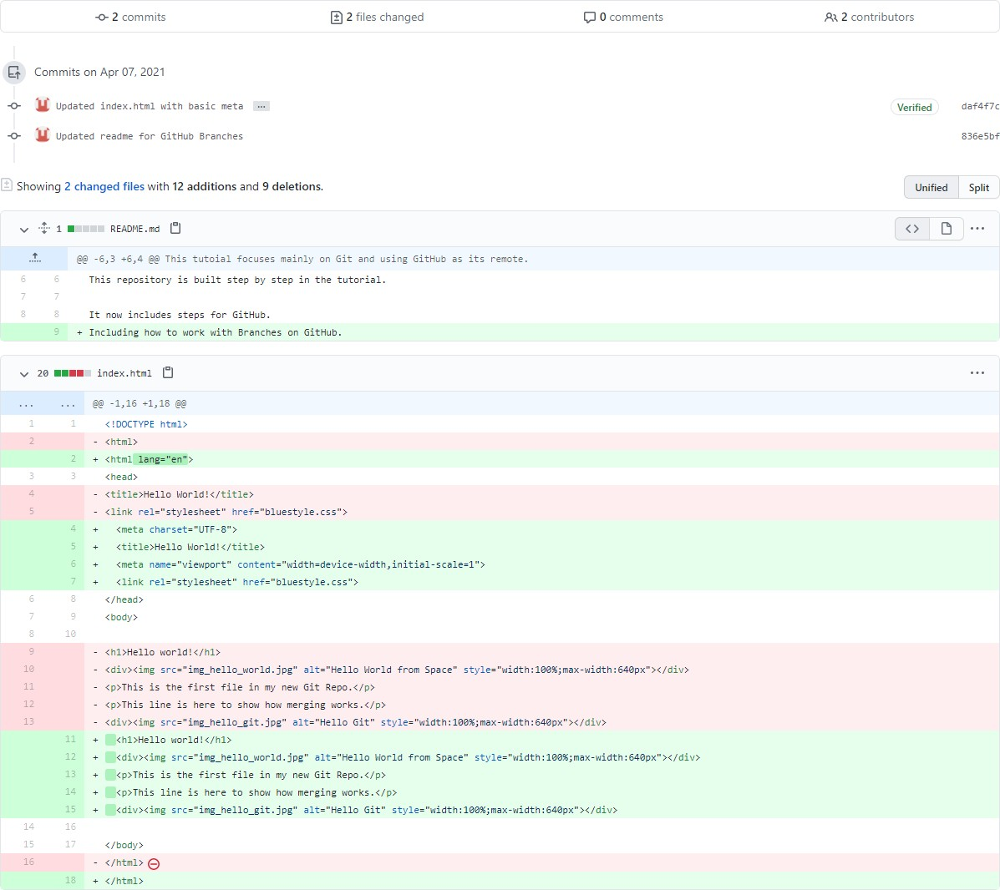 2 commits 2 files changed 0 comments 2 contributors
Commits on Apr 07, 2021
Updated index.html with basic meta ... Verified daf4f7c
Updated readme for GitHub Branches 836e5bf
Showing 2 changed files with 12 additions and 9 deletions. Unified Split
1 README.md
@@ -6,3 +6,4 @@ This tutoial focuses mainly on Git and using GitHub as its remote.
6 6 This repository is built step by step in the tutorial.
7 7
8 8 It now includes steps for GitHub.
9 + Including how to work with Branches on GitHub.
20 index.html
... ... @@ -1,16 +1,18 @@
1 1 <!DOCTYPE html>
2 - <html>
2 + <html lang="en">
3 3 <head>
4 - <title>Hello World!</title>
5 - <link rel="stylesheet" href="bluestyle.css">
4 + <meta charset="UTF-8">
5 + <title>Hello World!</title>
6 + <meta name="viewport" content="width=device-width,initial-scale=1">
7 + <link rel="stylesheet" href="bluestyle.css">
6 8 </head>
7 9 <body>
8 10
9 - <h1>Hello world!</h1>
10 - <div><img src="img_hello_world.jpg" alt="Hello World from Space" style="width:100%;max-width:640px"></div>
11 - <p>This is the first file in my new Git Repo.</p>
12 - <p>This line is here to show how merging works.</p>
13 - <div><img src="img_hello_git.jpg" alt="Hello Git" style="width:100%;max-width:640px"></div>
11 + <h1>Hello world!</h1>
12 + <div><img src="img_hello_world.jpg" alt="Hello World from Space" style="width:100%;max-width:640px"></div>
13 + <p>This is the first file in my new Git Repo.</p>
14 + <p>This line is here to show how merging works.</p>
15 + <div><img src="img_hello_git.jpg" alt="Hello Git" style="width:100%;max-width:640px"></div>
14 16
15 17 </body>
16 - </html>
18 + </html>